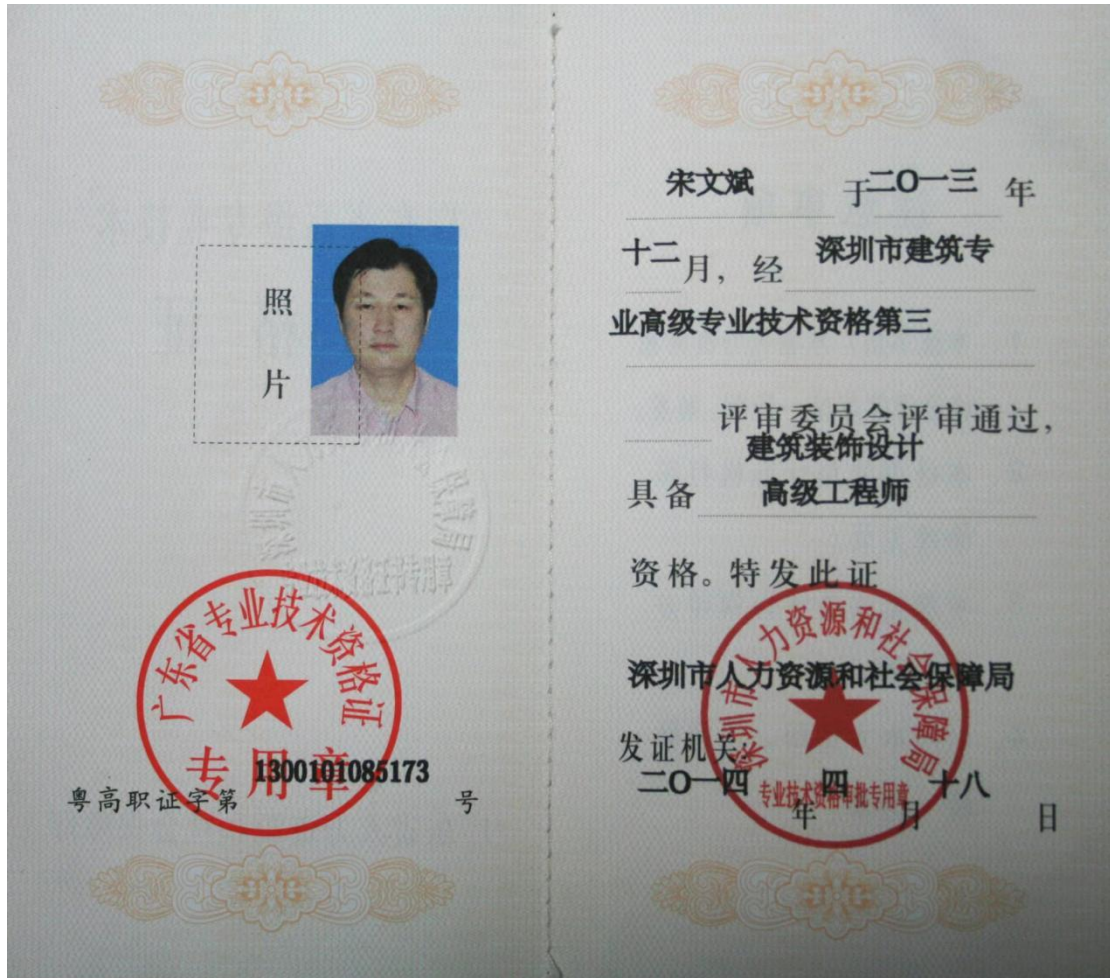 照
片
广东省专业技术资格证
专用章
粤高职证字第 1300101085173 号
宋文斌 于二〇一三 年
十二月，经 深圳市建筑专
业高级专业技术资格第三
评审委员会评审通过，
建筑装饰设计
具备 高级工程师
资格。特发此证
深圳市人力资源和社会保障局
深圳市人力资源和社会保障局
发证机关：
专业技术资格审批专用章
二〇一四 年 四 月 十八 日